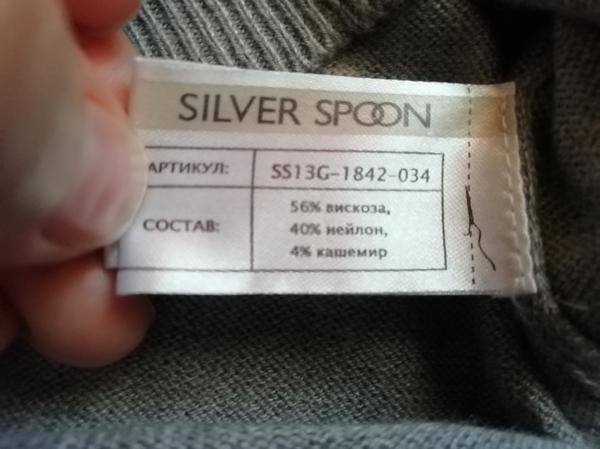 SILVER SPOON
АРТИКУЛ: SS13G-1842-034
СОСТАВ: 56% вискоза,
40% нейлон,
4% кашемир